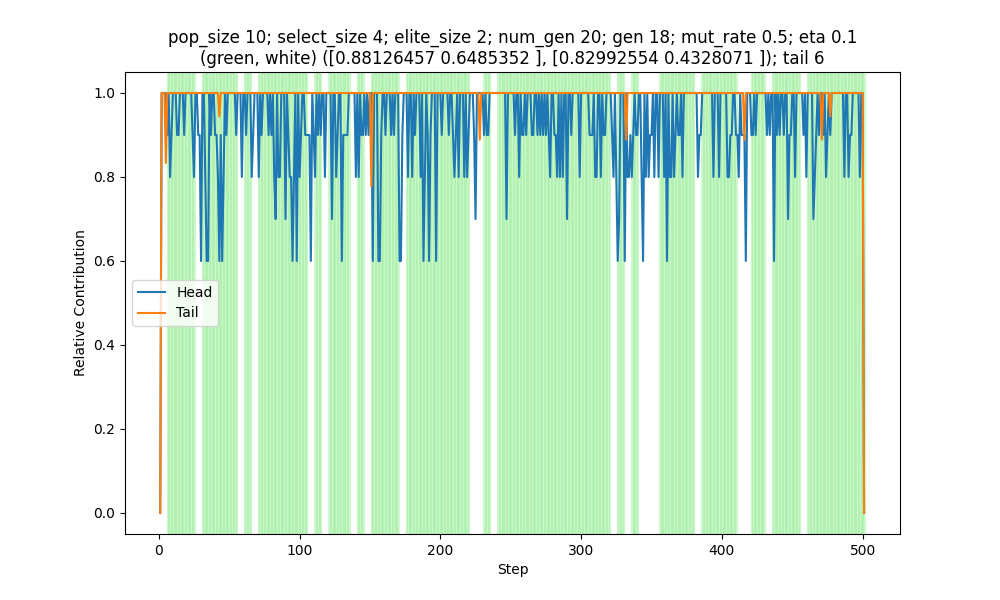 pop_size 10; select_size 4; elite_size 2; num_gen 20; gen 18; mut_rate 0.5; eta 0.1
(green, white) ([0.88126457 0.6485352 ], [0.82992554 0.4328071 ]); tail 6
1.0
0.8
0.6
0.4
0.2
0.0
Relative Contribution
Head
Tail
0
100
200
300
400
500
Step